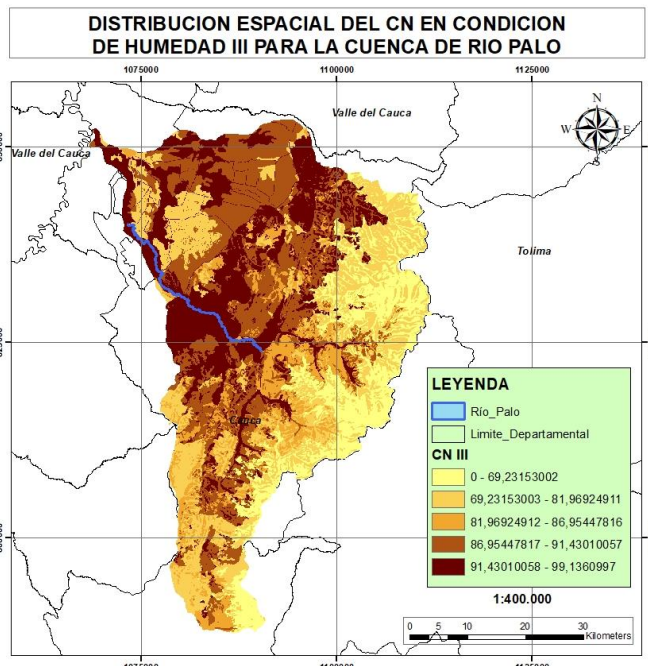 DISTRIBUCION ESPACIAL DEL CN EN CONDICION
DE HUMEDAD III PARA LA CUENCA DE RIO PALO
1075000 1100000 1125000
N
W E
S
Valle del Cauca
Valle del Cauca
Tolima
Cauca
LEYENDA
Río_Palo
Limite_Departamental
CN III
0 - 69,23153002
69,23153003 - 81,96924911
81,96924912 - 86,95447816
86,95447817 - 91,43010057
91,43010058 - 99,1360997
1:400.000
0 5 10 20 30
Kilometers